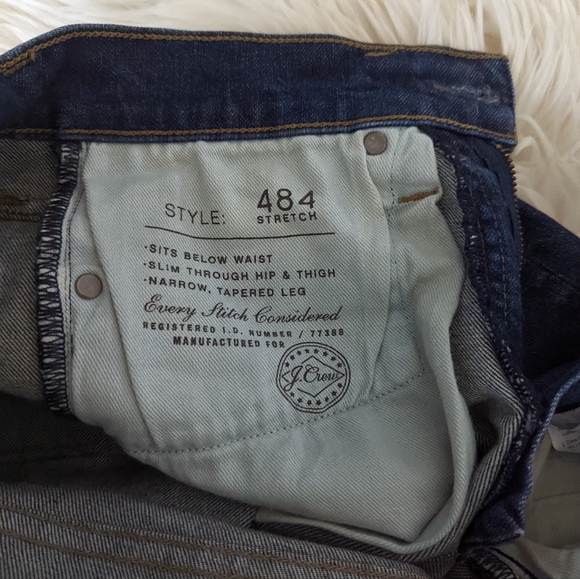 STYLE: 484
STRETCH
·SITS BELOW WAIST
·SLIM THROUGH HIP & THIGH
·NARROW, TAPERED LEG
Every Stitch Considered
REGISTERED I.D. NUMBER / 77388
MANUFACTURED FOR
J.Crew